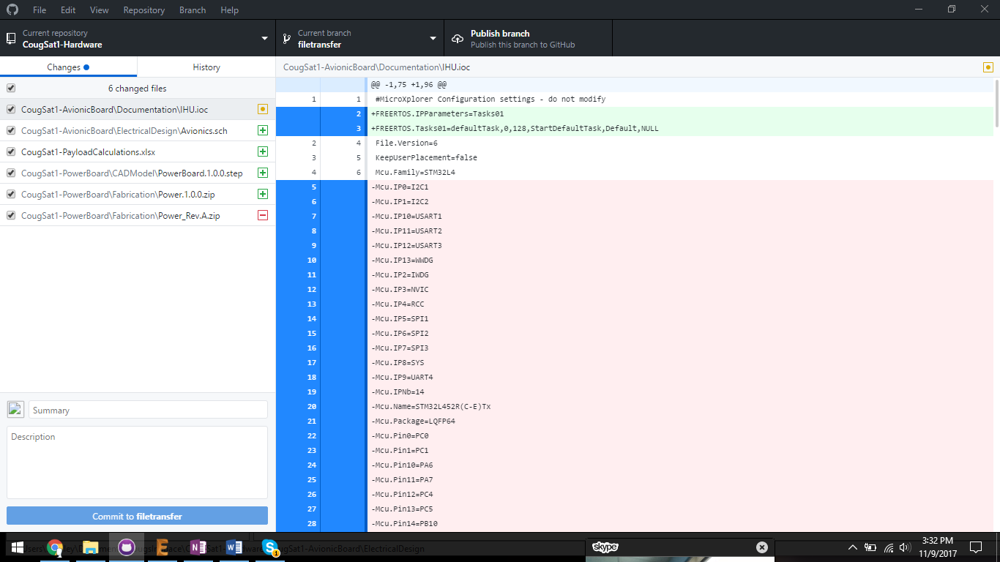 File Edit View Repository Branch Help
Current repository
CougSat1-Hardware
Current branch
filetransfer
Publish branch
Publish this branch to GitHub
Changes
History
6 changed files
CougSat1-AvionicBoard\Documentation\IHU.ioc
CougSat1-AvionicBoard\ElectricalDesign\Avionics.sch
CougSat1-PayloadCalculations.xlsx
CougSat1-PowerBoard\CADModel\PowerBoard.1.0.0.step
CougSat1-PowerBoard\Fabrication\Power.1.0.0.zip
CougSat1-PowerBoard\Fabrication\Power_Rev.A.zip
Summary
Description
Commit to filetransfer
CougSat1-AvionicBoard\Documentation\IHU.ioc
@@ -1,75 +1,96 @@
1 1 #MicroXplorer Configuration settings - do not modify
2 +FREERTOS.IPParameters=Tasks01
3 +FREERTOS.Tasks01=defaultTask,0,128,StartDefaultTask,Default,NULL
2 4 File.Version=6
3 5 KeepUserPlacement=false
4 6 Mcu.Family=STM32L4
5 -Mcu.IP0=I2C1
6 -Mcu.IP1=I2C2
7 -Mcu.IP10=USART1
8 -Mcu.IP11=USART2
9 -Mcu.IP12=USART3
10 -Mcu.IP13=WWDG
11 -Mcu.IP2=IWDG
12 -Mcu.IP3=NVIC
13 -Mcu.IP4=RCC
14 -Mcu.IP5=SPI1
15 -Mcu.IP6=SPI2
16 -Mcu.IP7=SPI3
17 -Mcu.IP8=SYS
18 -Mcu.IP9=UART4
19 -Mcu.IPNb=14
20 -Mcu.Name=STM32L452R(C-E)Tx
21 -Mcu.Package=LQFP64
22 -Mcu.Pin0=PC0
23 -Mcu.Pin1=PC1
24 -Mcu.Pin10=PA6
25 -Mcu.Pin11=PA7
26 -Mcu.Pin12=PC4
27 -Mcu.Pin13=PC5
28 -Mcu.Pin14=PB10
CougSat1-AvionicBoard\ElectricalDesign
skype
3:32 PM
11/9/2017